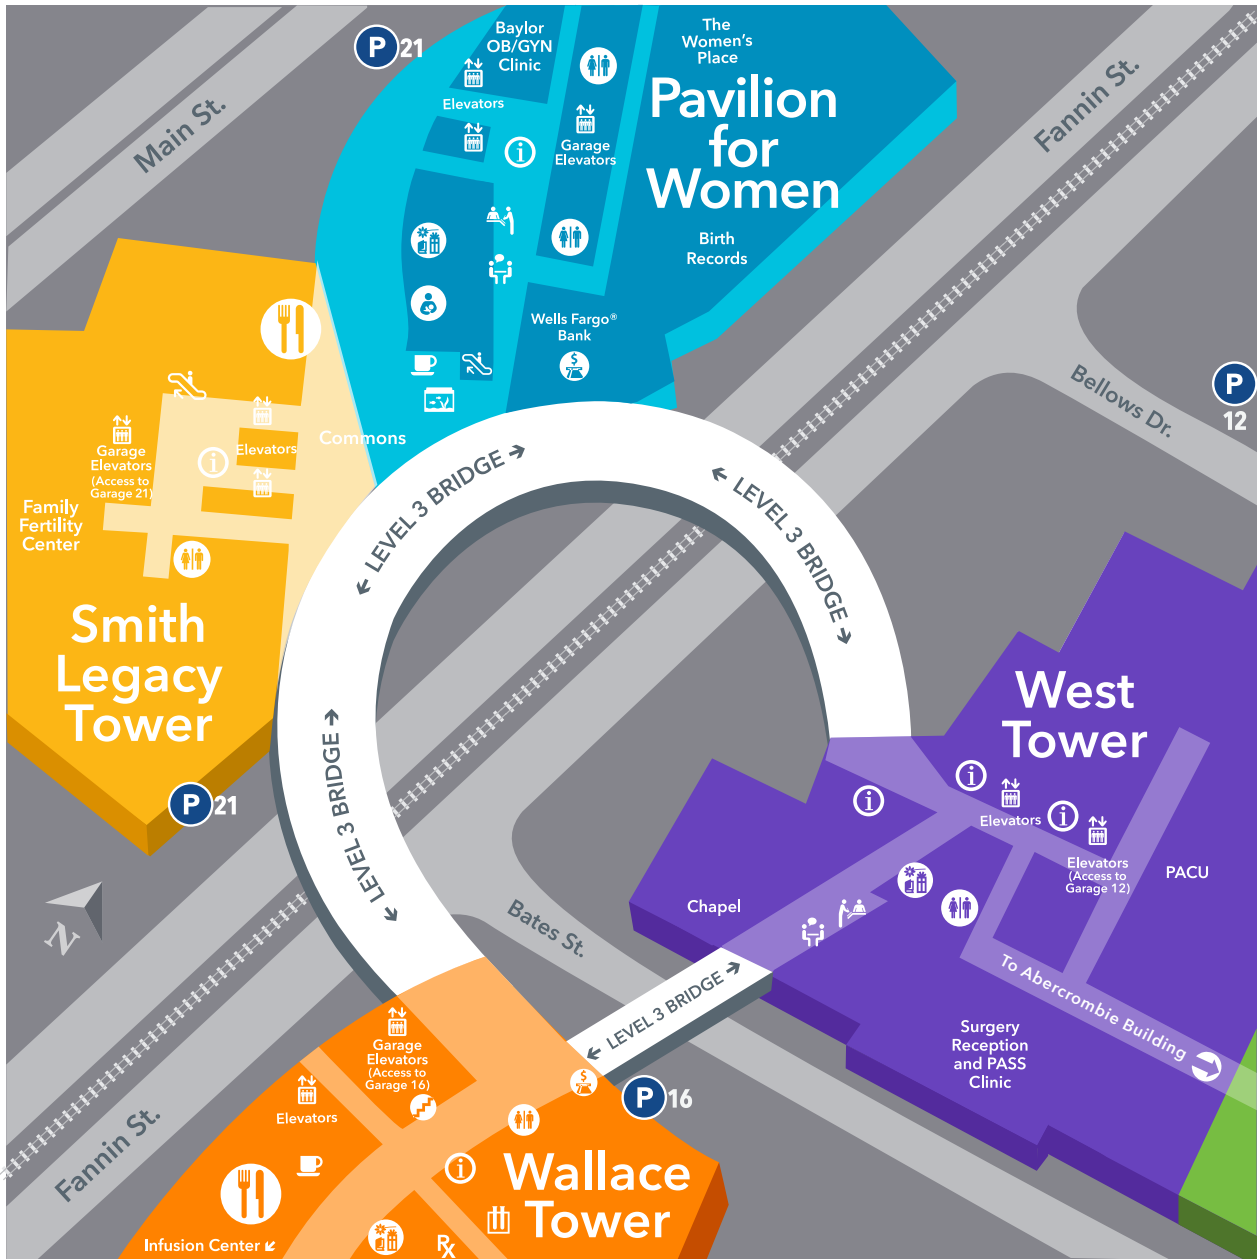 P 21
Main St.
Baylor
OB/GYN
Clinic
Elevators
The
Women's
Place
Pavilion
for
Women
Garage
Elevators
Birth
Records
Wells Fargo®
Bank
$
i
Fannin St.
Bellows Dr.
P
12
Commons
Garage
Elevators
(Access to
Garage 21)
Elevators
i
Family
Fertility
Center
Smith
Legacy
Tower
P 21
← LEVEL 3 BRIDGE →
← LEVEL 3 BRIDGE →
← LEVEL 3 BRIDGE
LEVEL 3 BRIDGE →
N
West
Tower
i
i
Elevators
i
Elevators
(Access to
Garage 12)
PACU
Chapel
Bates St.
← LEVEL 3 BRIDGE →
To Abercrombie Building
Surgery
Reception
and PASS
Clinic
Garage
Elevators
(Access to
Garage 16)
Elevators
$
P 16
Fannin St.
i
Wallace
Tower
Infusion Center ↙
Rx